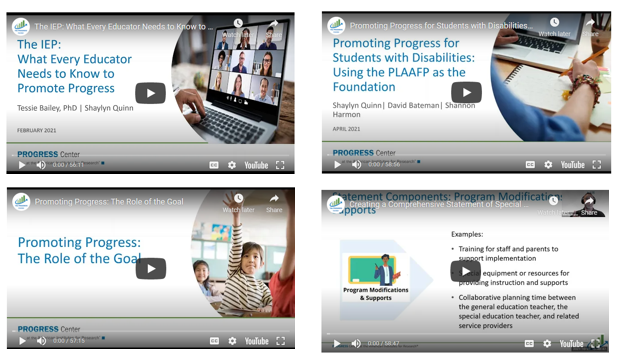 The IEP: What Every Educator Needs to Know to ...
Watch later
Share
The IEP:
What Every Educator
Needs to Know to
Promote Progress
Tessie Bailey, PhD | Shaylyn Quinn
FEBRUARY 2021
PROGRESS Center
0:00 / 56:11
CC
YouTube
Promoting Progress for Students with Disabilities...
Watch later
Share
Promoting Progress for
Students with Disabilities:
Using the PLAAFP as the
Foundation
Shaylyn Quinn| David Bateman| Shannon
Harmon
APRIL 2021
PROGRESS Center
0:00 / 58:56
CC
YouTube
Promoting Progress: The Role of the Goal
Watch later
Share
Promoting Progress:
The Role of the Goal
PROGRESS Center
0:00 / 57:15
YouTube
Statement Components: Program Modification
Supports
Creating a Comprehensive Statement of Special ...
Share
Examples:
• Training for staff and parents to
support implementation
• equipment or resources for
providing instruction and supports
• Collaborative planning time between
the general education teacher, the
special education teacher, and related
service providers
Program Modifications
& Supports
0:00 / 58:47
CC
YouTube